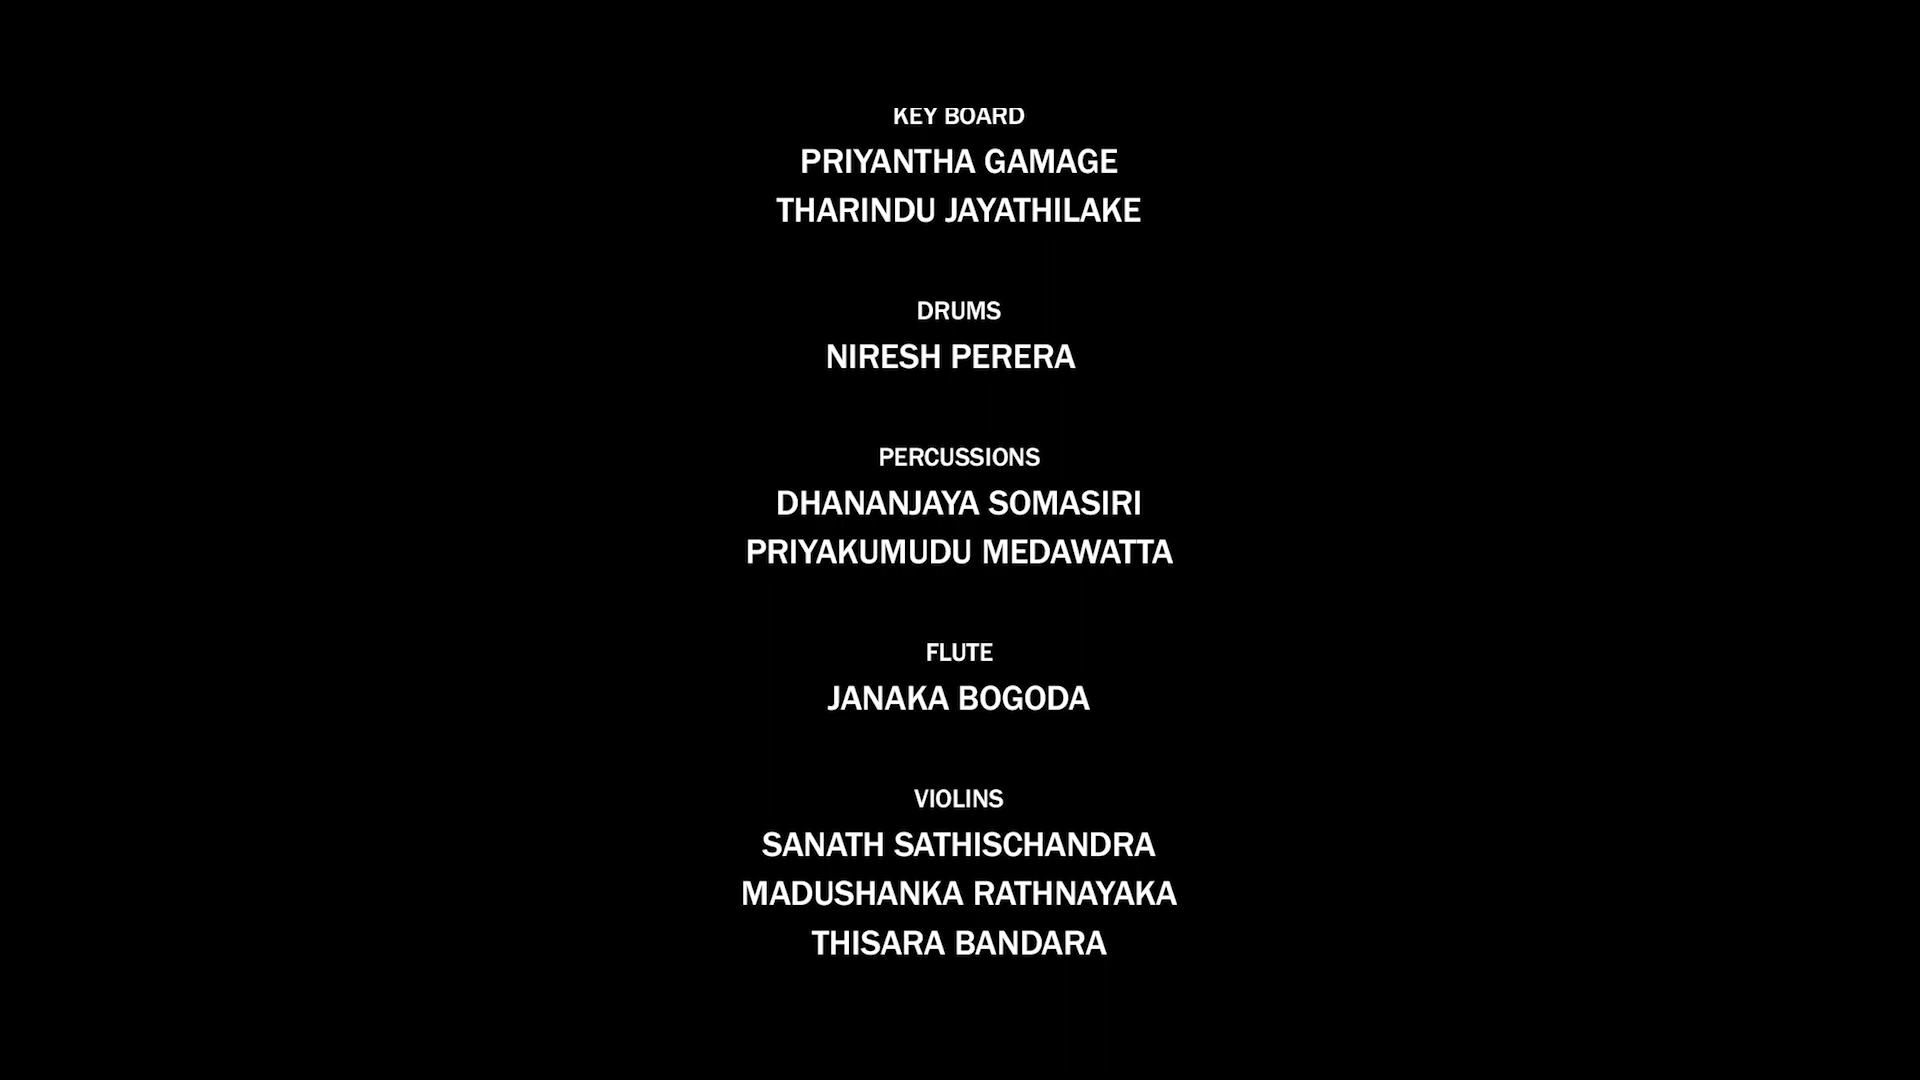 KEY BOARD
PRIYANTHA GAMAGE
THARINDU JAYATHILAKE
DRUMS
NIRESH PERERA
PERCUSSIONS
DHANANJAYA SOMASIRI
PRIYAKUMUDU MEDAWATTA
FLUTE
JANAKA BOGODA
VIOLINS
SANATH SATHISCHANDRA
MADUSHANKA RATHNAYAKA
THISARA BANDARA